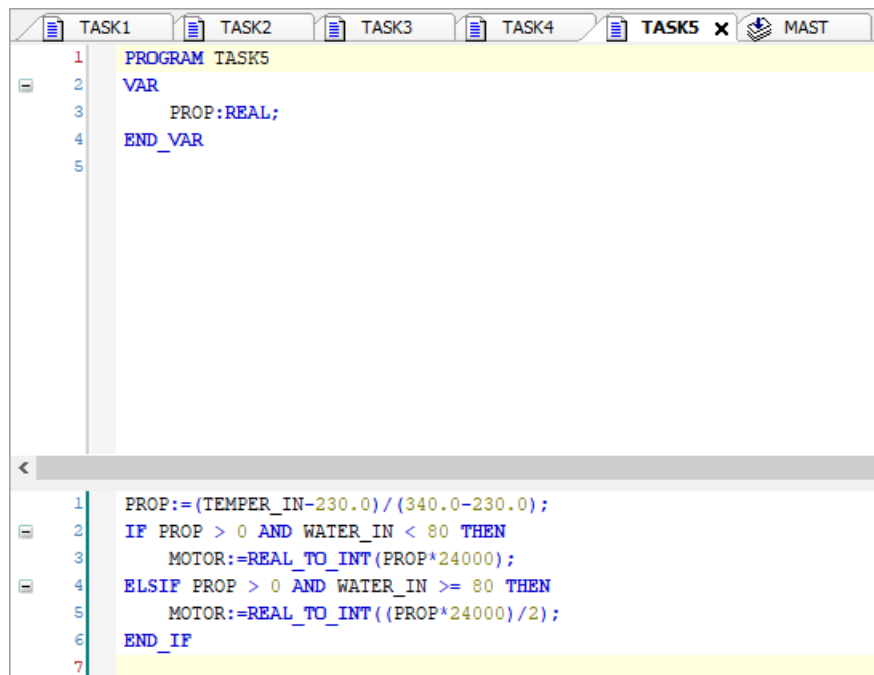 TASK1 TASK2 TASK3 TASK4 TASK5 MAST
1 PROGRAM TASK5
2 VAR
3 PROP:REAL;
4 END_VAR
5
1 PROP:=(TEMPER_IN-230.0)/(340.0-230.0);
2 IF PROP > 0 AND WATER_IN < 80 THEN
3 MOTOR:=REAL_TO_INT(PROP*24000);
4 ELSIF PROP > 0 AND WATER_IN >= 80 THEN
5 MOTOR:=REAL_TO_INT((PROP*24000)/2);
6 END_IF
7